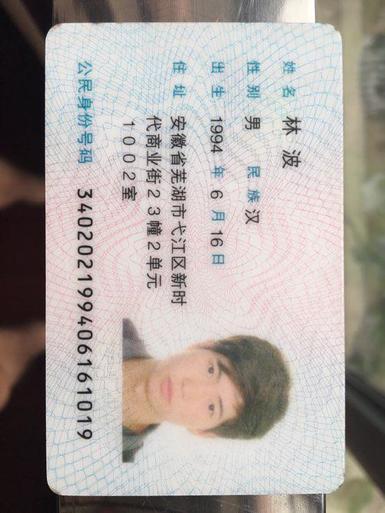 姓名 林波
性别 男 民族 汉
出生 1994 年 6 月 16 日
住址 安徽省芜湖市弋江区新时
代商业街23幢2单元
1002室
公民身份号码 340202199406161019